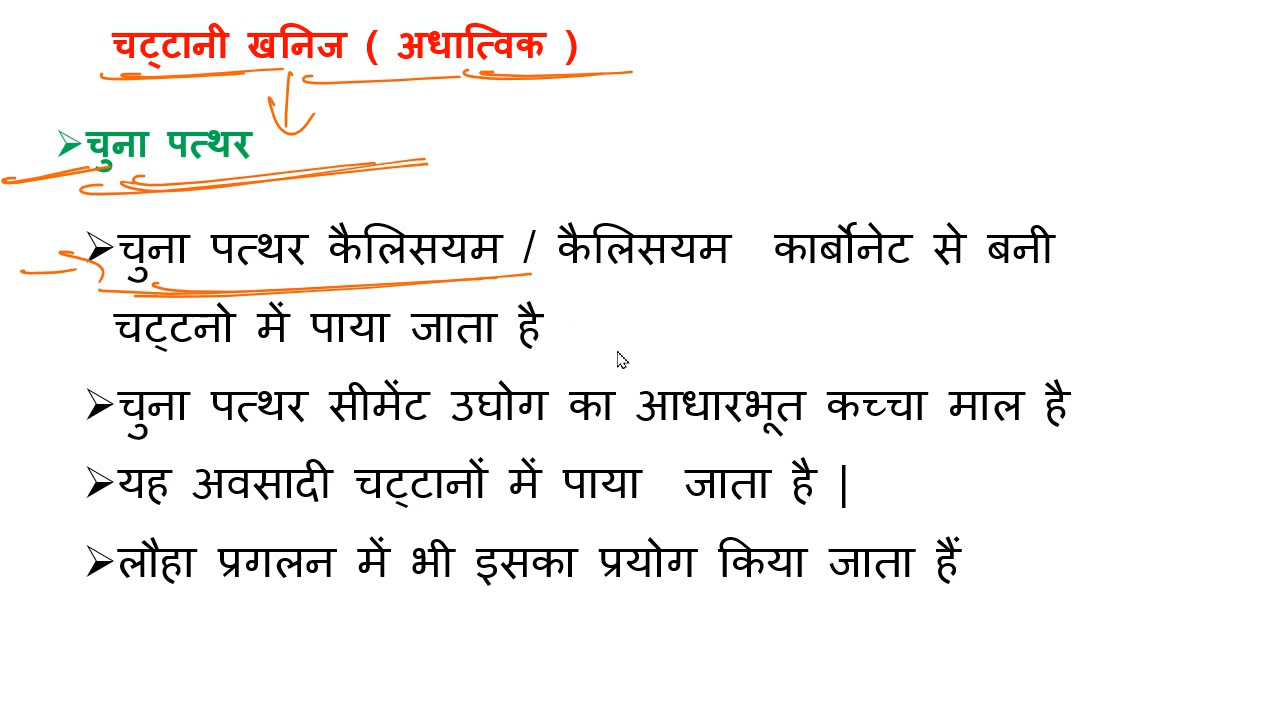 चट्टानी खनिज ( अधात्विक )
➢चुना पत्थर
➢चुना पत्थर कैलिसयम / कैलिसयम कार्बोनेट से बनी
चट्टनो में पाया जाता है
➢चुना पत्थर सीमेंट उघोग का आधारभूत कच्चा माल है
➢यह अवसादी चट्टानों में पाया जाता है |
➢लौहा प्रगलन में भी इसका प्रयोग किया जाता हैं